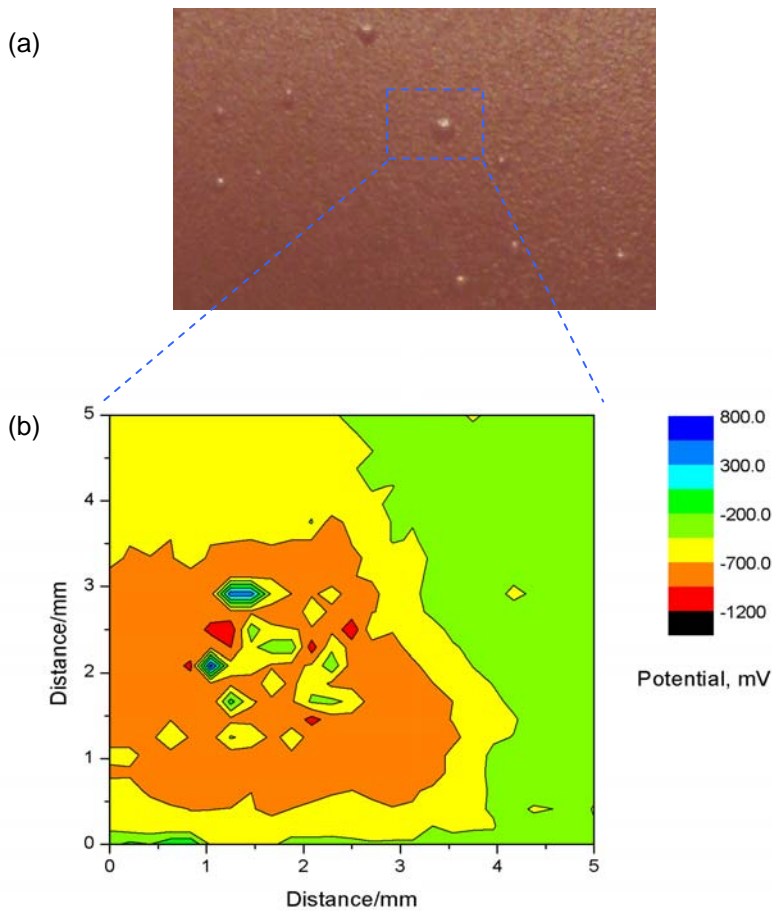 (a)
(b)
5
4
3
2
1
0
Distance/mm
0 1 2 3 4 5
Distance/mm
800.0
300.0
-200.0
-700.0
-1200
Potential, mV